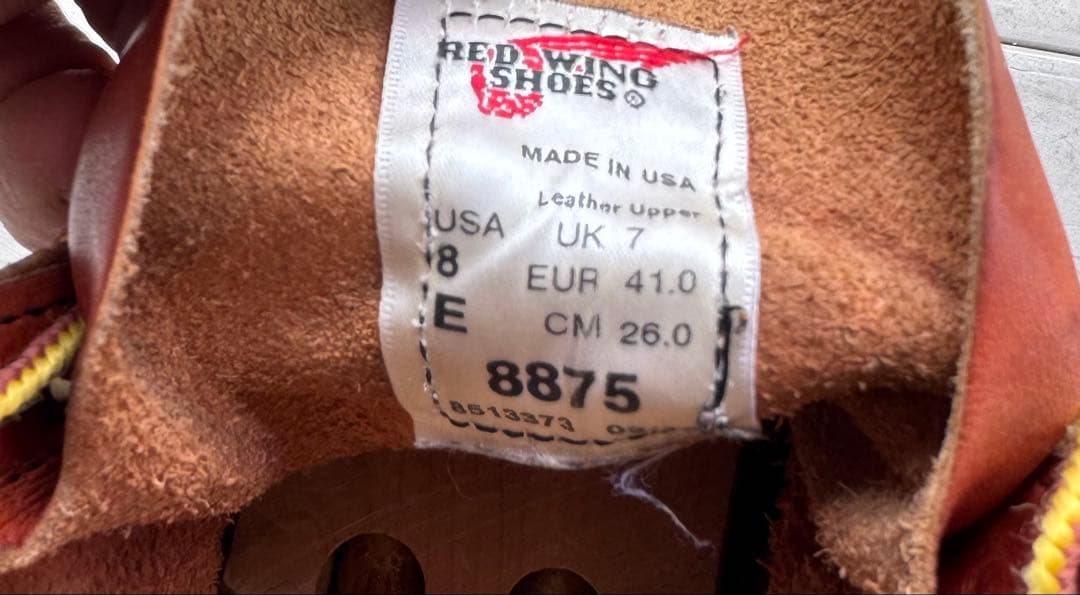 RED WING
SHOES®
MADE IN USA
Leather Upper
USA
8
E
UK 7
EUR 41.0
CM 26.0
8875
8513373